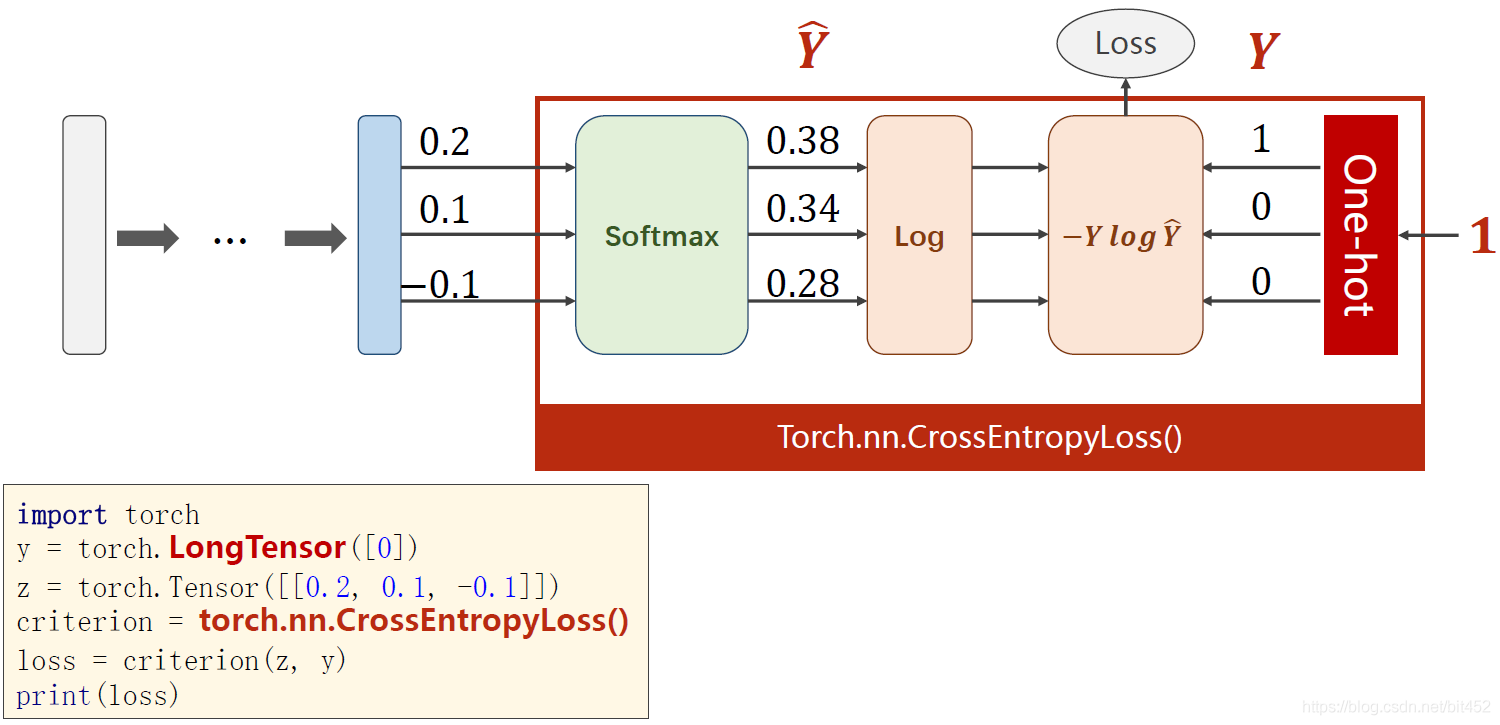 Ŷ
Loss
Y
0.2
0.38
1
0.1
Softmax
0.34
Log
−Y log Ŷ
0
One-hot
1
−0.1
0.28
0
...
Torch.nn.CrossEntropyLoss()
import torch
y = torch.LongTensor([0])
z = torch.Tensor([[0.2, 0.1, -0.1]])
criterion = torch.nn.CrossEntropyLoss()
loss = criterion(z, y)
print(loss)
https://blog.csdn.net/bit452